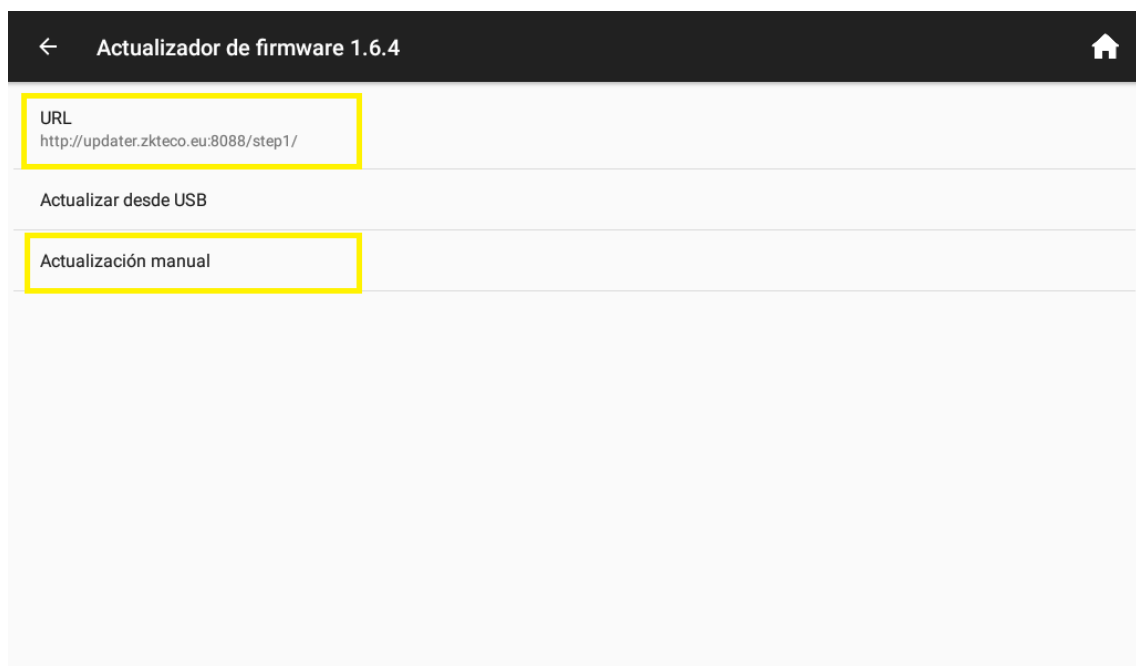 Actualizador de firmware 1.6.4
URL
http://updater.zkteco.eu:8088/step1/
Actualizar desde USB
Actualización manual